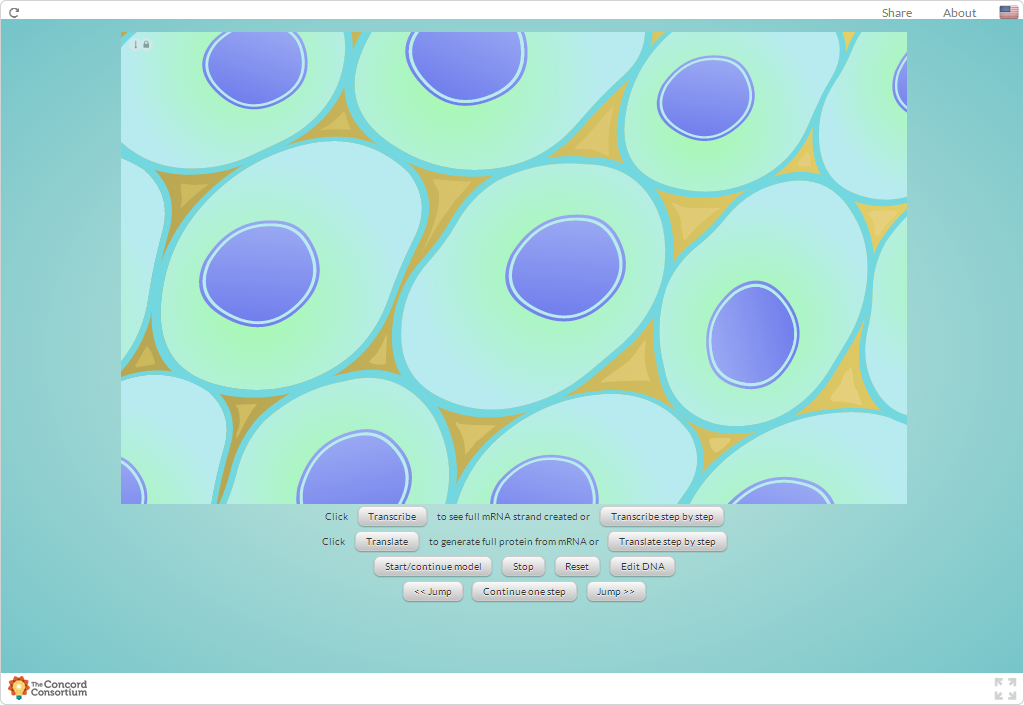 Share About
Click Transcribe to see full mRNA strand created or Transcribe step by step
Click Translate to generate full protein from mRNA or Translate step by step
Start/continue model Stop Reset Edit DNA
<< Jump Continue one step Jump >>
The Concord
Consortium